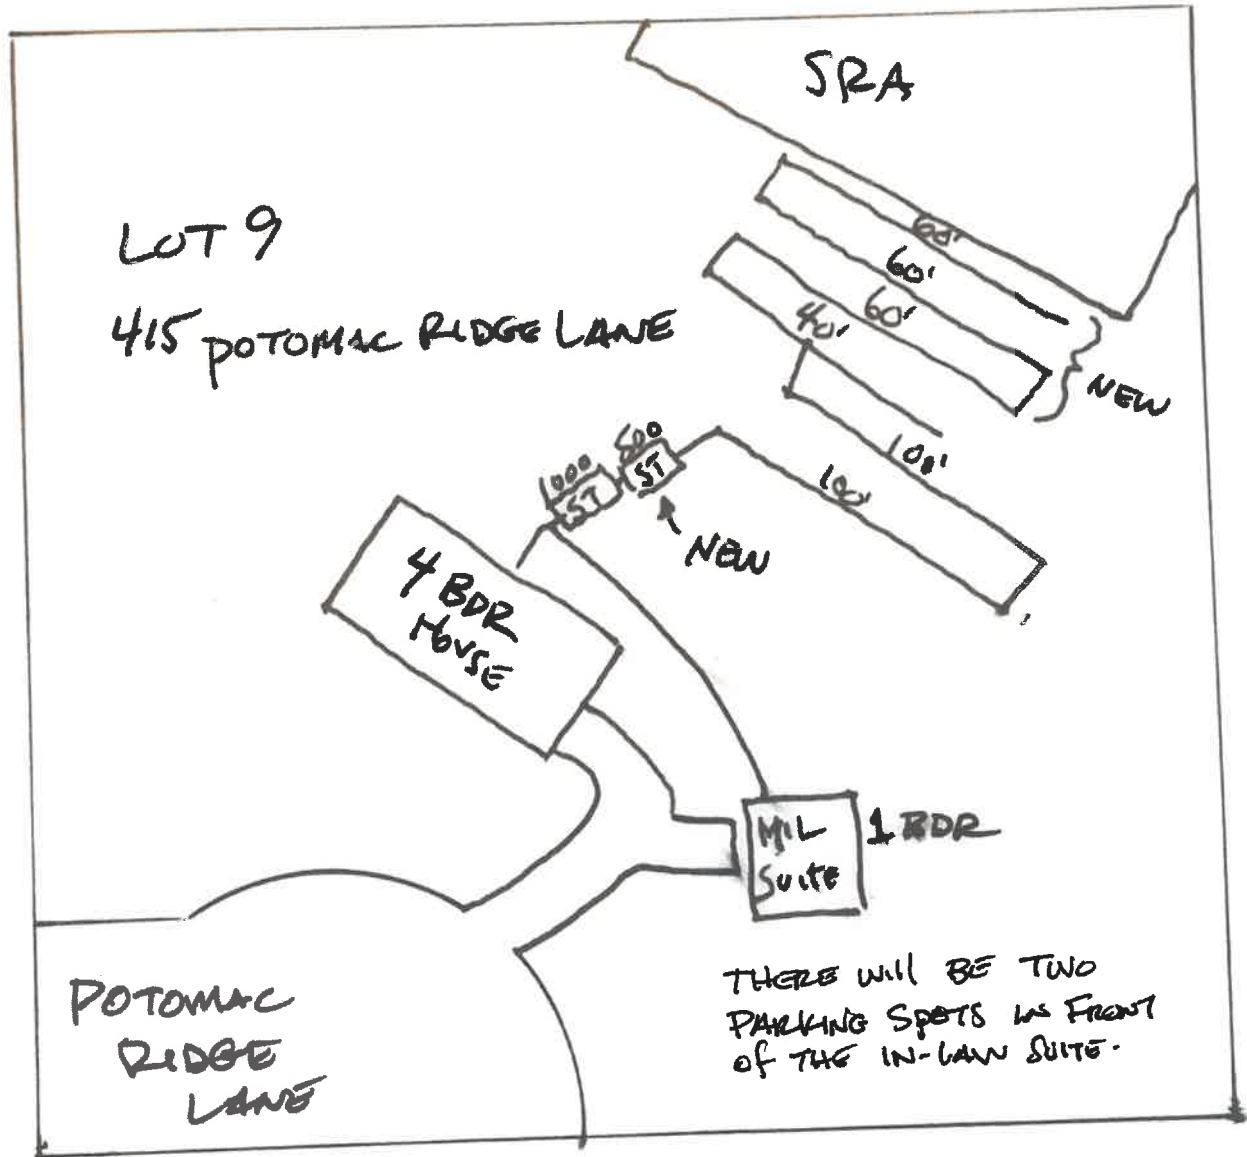 SRA
LOT 9
415 POTOMAC RIDGE LANE
60'
60'
60'
40'
NEW
100'
100'
1000
ST
500
ST
NEW
4 BDR
HOUSE
MIL
SUITE
1 BDR
POTOMAC
RIDGE
LANE
THERE WILL BE TWO
PARKING SPOTS IN FRONT
OF THE IN-LAW SUITE.